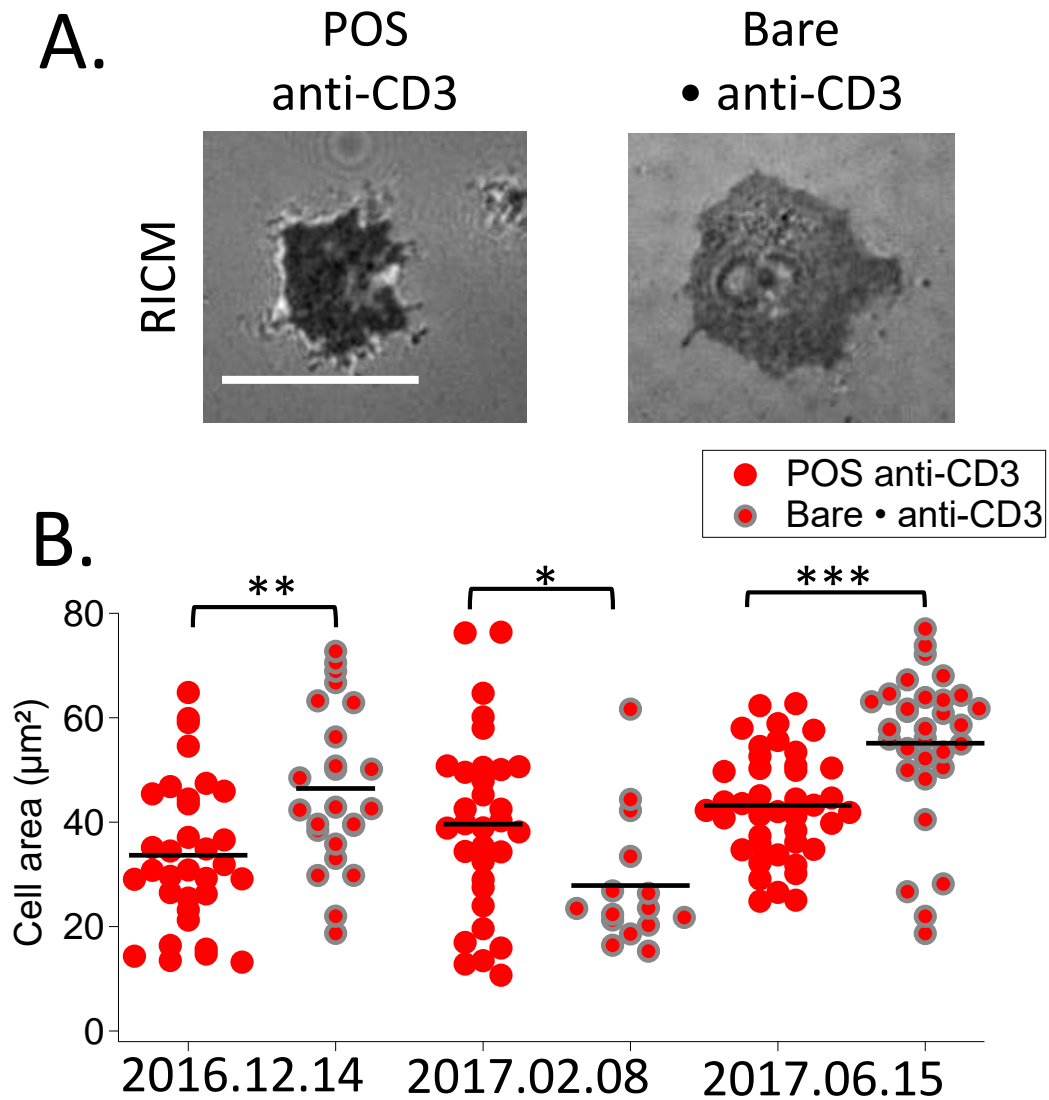 A.
POS
anti-CD3
Bare
• anti-CD3
RICM
POS anti-CD3
Bare • anti-CD3
B.
** * ***
80
60
40
20
0
Cell area (µm²)
2016.12.14 2017.02.08 2017.06.15